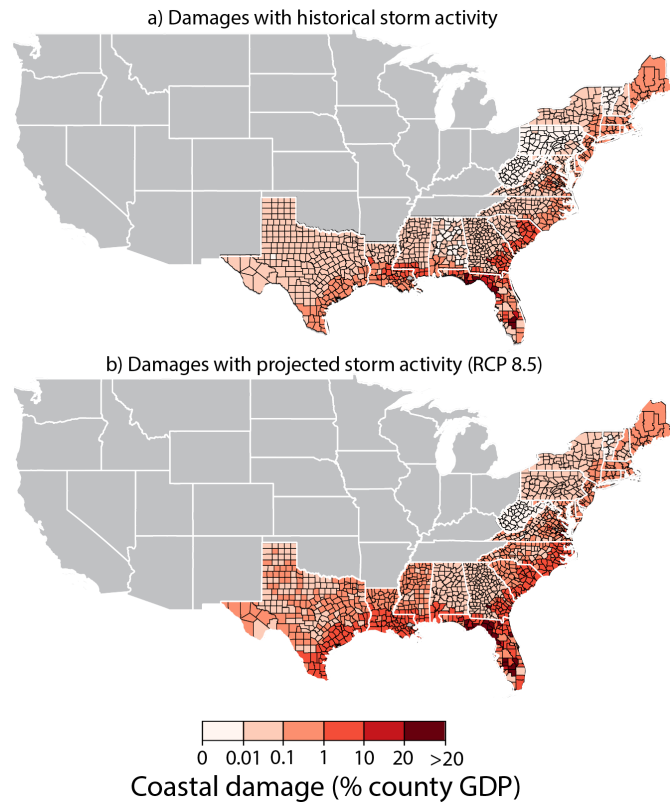 a) Damages with historical storm activity
b) Damages with projected storm activity (RCP 8.5)
0 0.01 0.1 1 10 20 >20
Coastal damage (% county GDP)